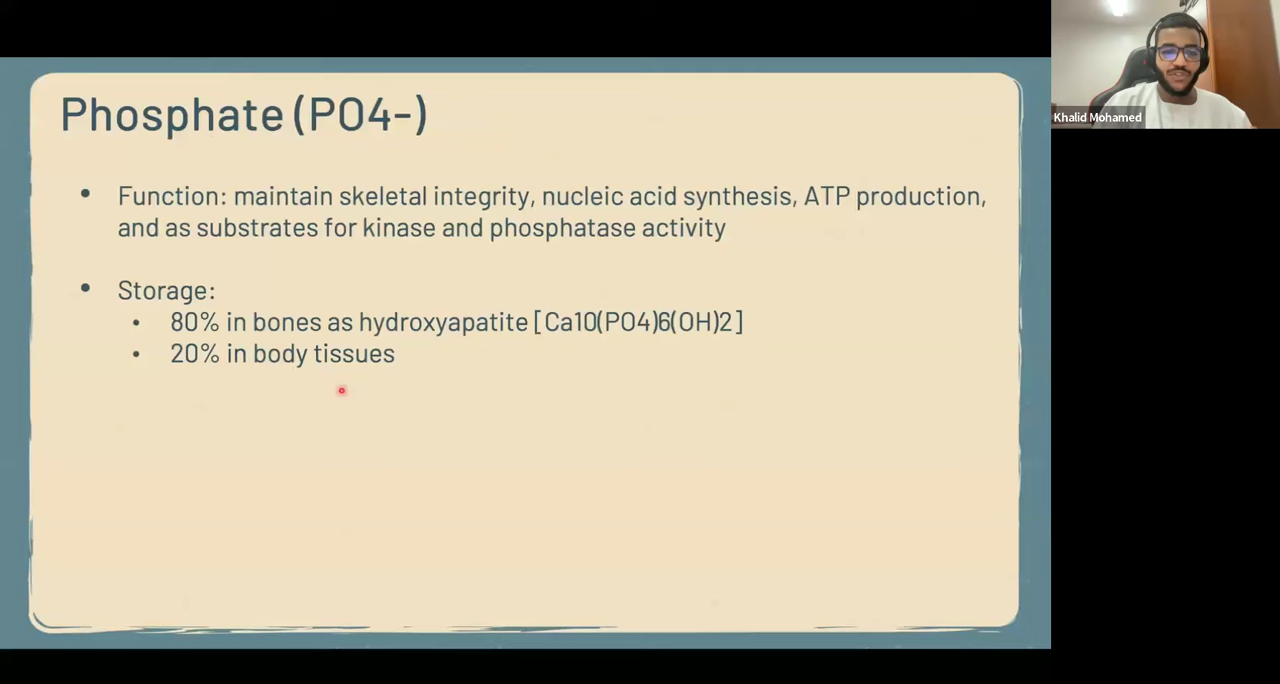 Phosphate (PO4-)
• Function: maintain skeletal integrity, nucleic acid synthesis, ATP production,
and as substrates for kinase and phosphatase activity
• Storage:
• 80% in bones as hydroxyapatite [Ca10(PO4)6(OH)2]
• 20% in body tissues
Khalid Mohamed